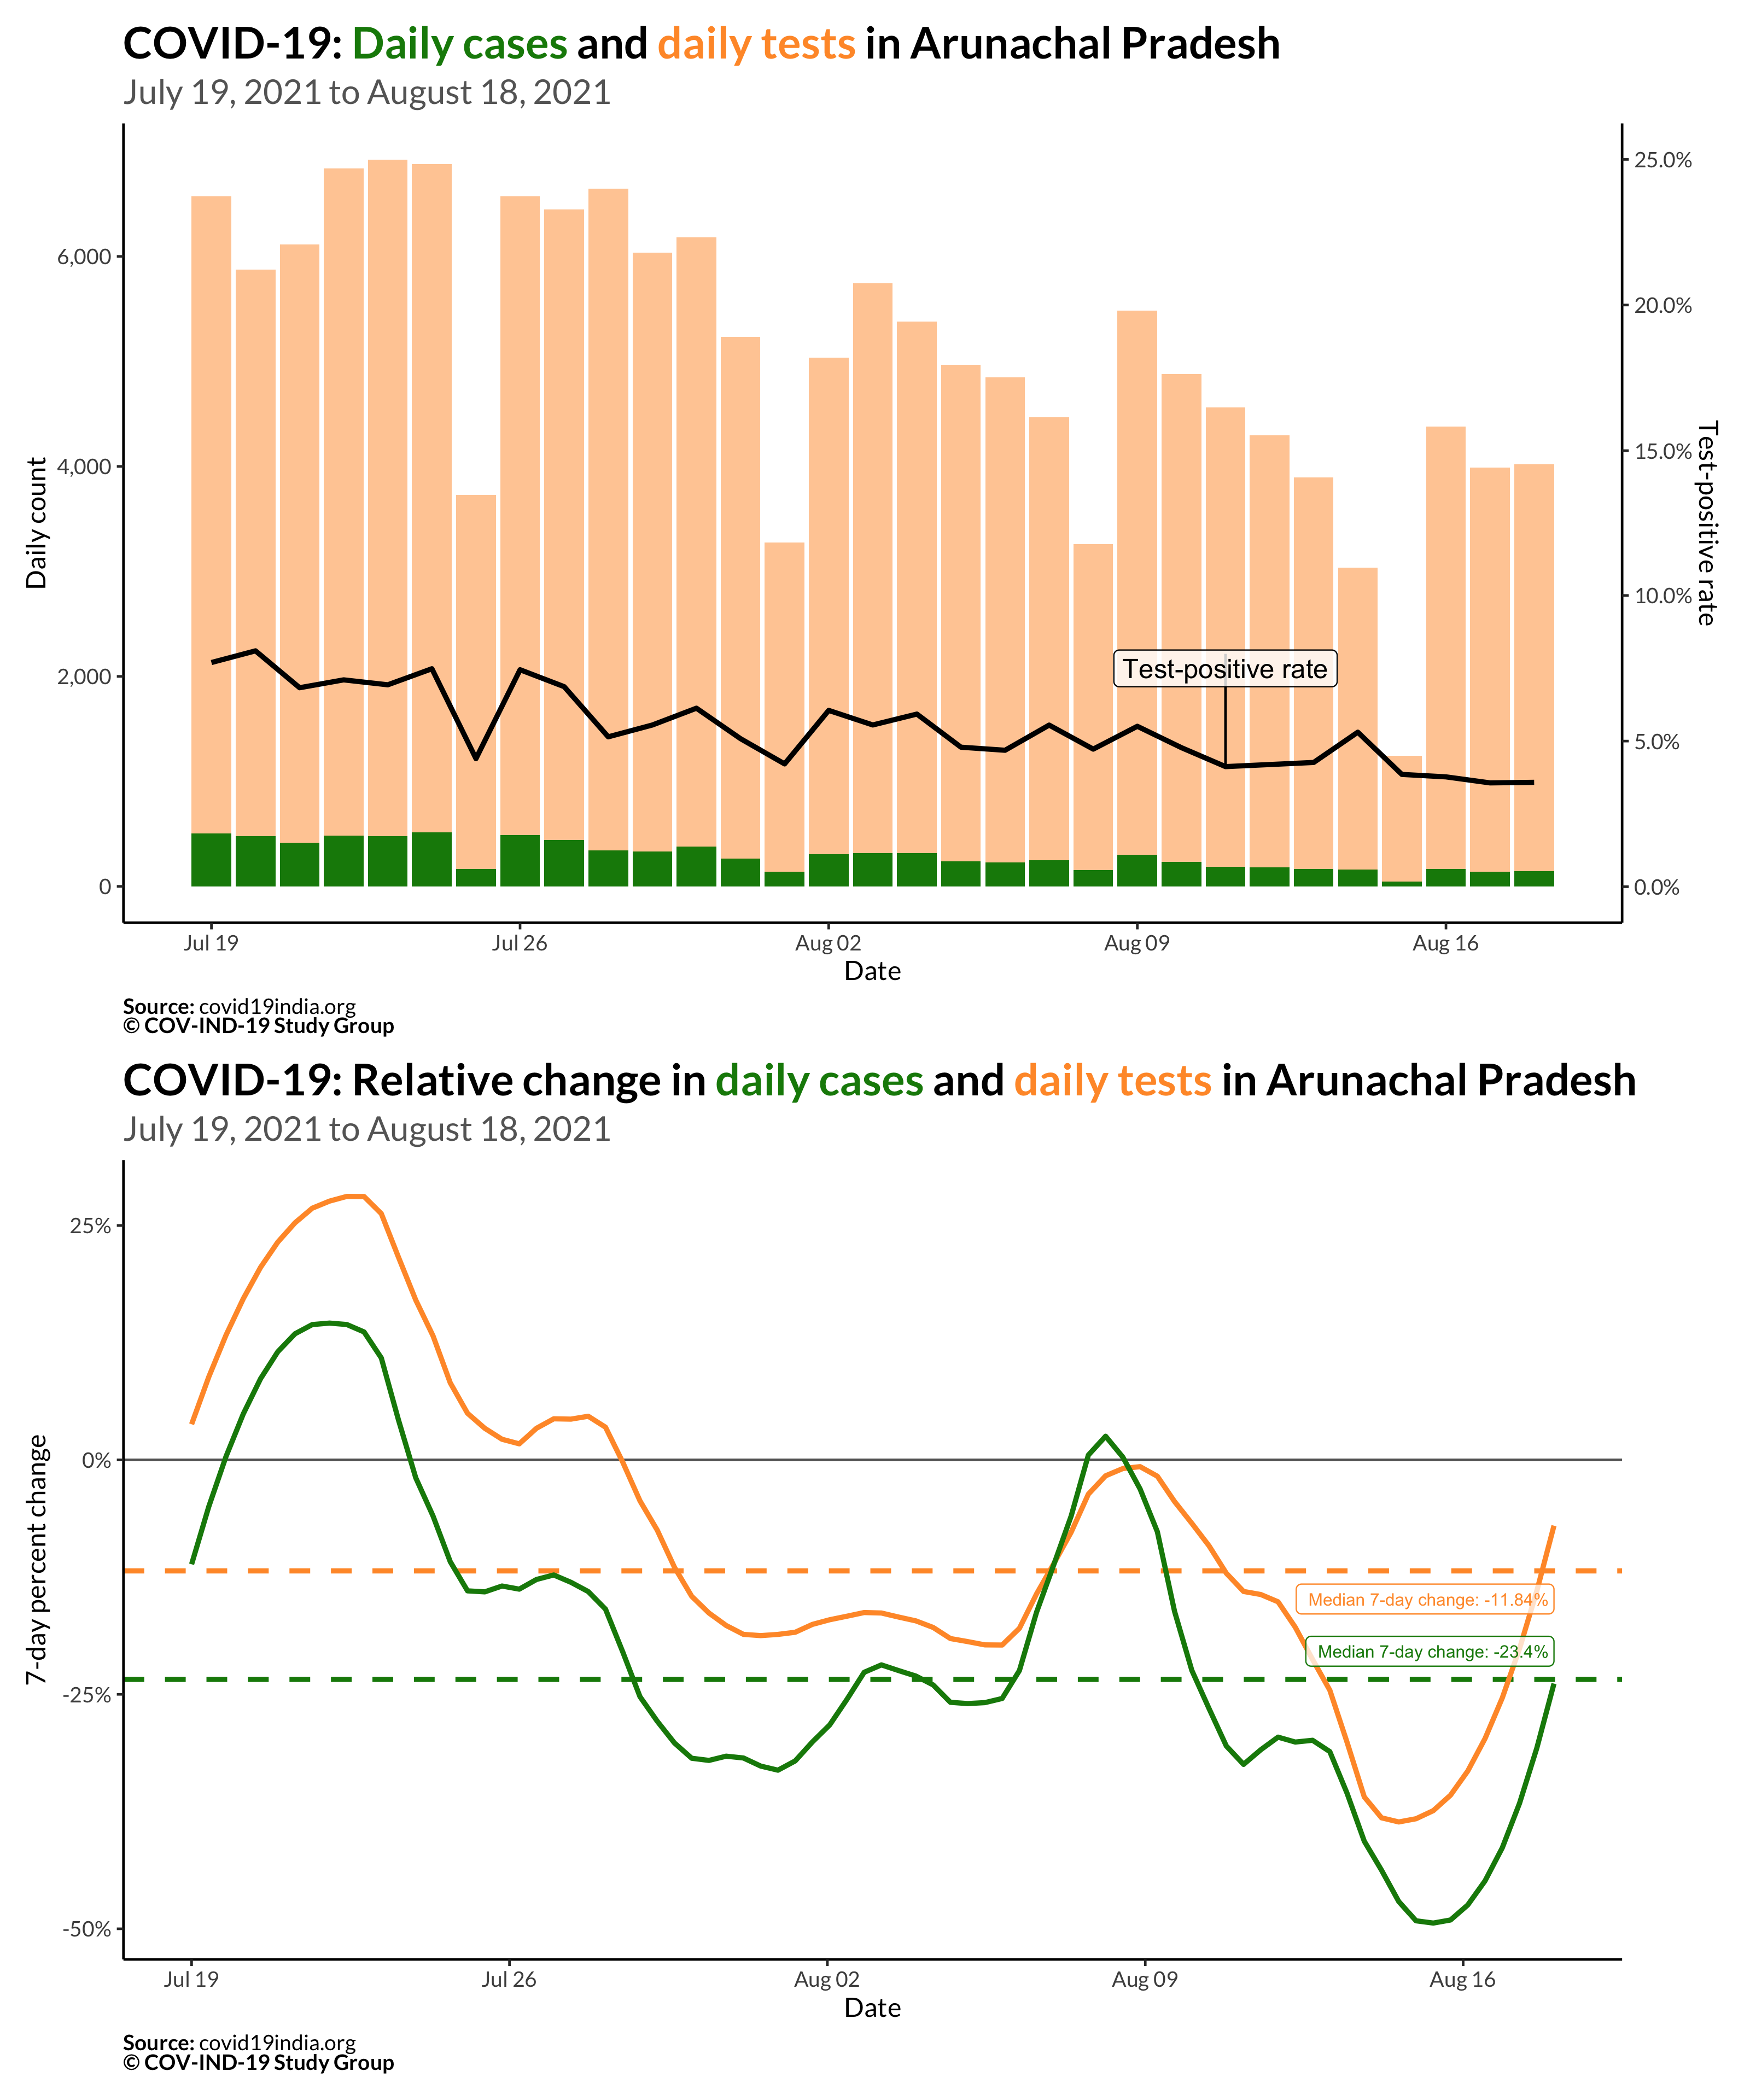 COVID-19: Daily cases and daily tests in Arunachal Pradesh
July 19, 2021 to August 18, 2021
Daily count
6,000
4,000
2,000
0
25.0%
20.0%
15.0%
10.0%
5.0%
0.0%
Test-positive rate
Test-positive rate
Jul 19
Jul 26
Aug 02
Aug 09
Aug 16
Date
Source: covid19india.org
© COV-IND-19 Study Group
COVID-19: Relative change in daily cases and daily tests in Arunachal Pradesh
July 19, 2021 to August 18, 2021
7-day percent change
25%
0%
-25%
-50%
Median 7-day change: -11.84%
Median 7-day change: -23.4%
Jul 19
Jul 26
Aug 02
Aug 09
Aug 16
Date
Source: covid19india.org
© COV-IND-19 Study Group